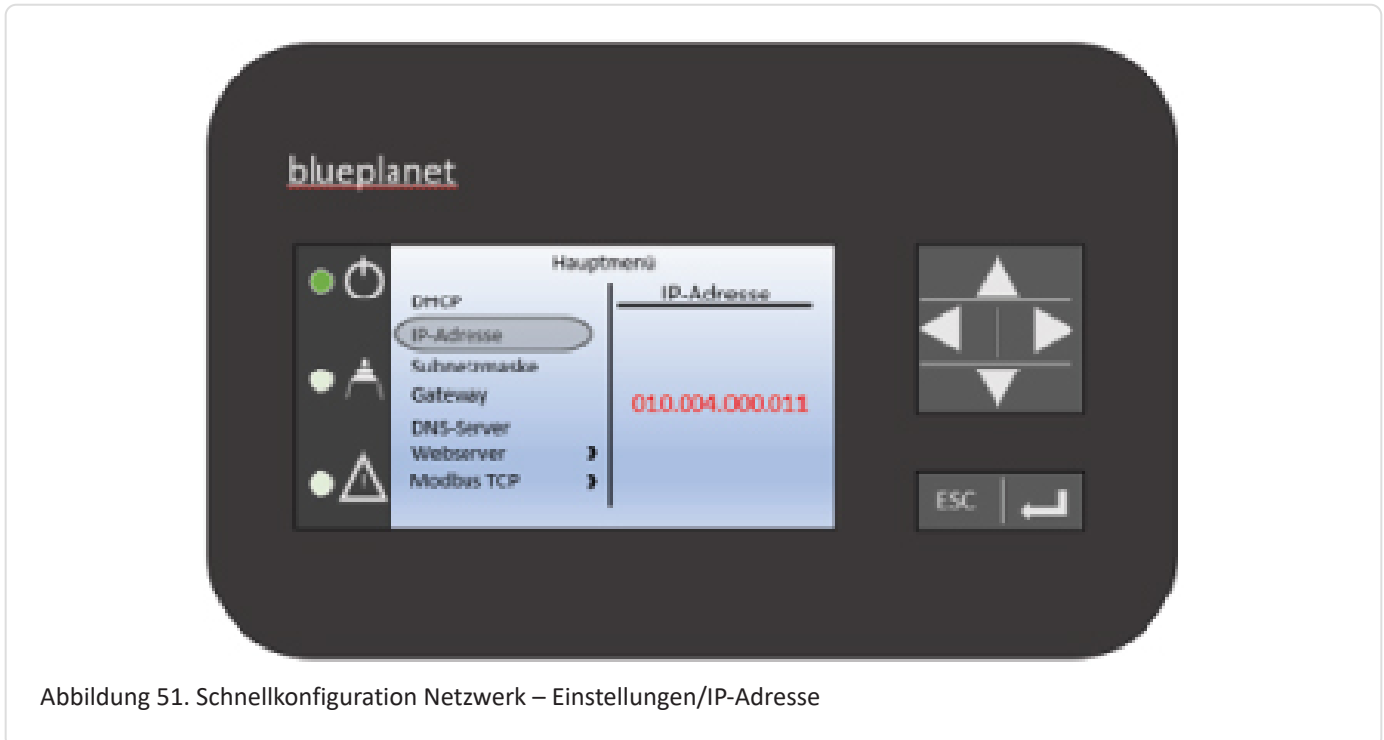 blueplanet
Hauptmenü
DHCP
IP-Adresse
Subnetzmaske
Gateway
DNS-Server
Webserver
Modbus TCP
IP-Adresse
010.004.000.011
ESC
Abbildung 51. Schnellkonfiguration Netzwerk – Einstellungen/IP-Adresse